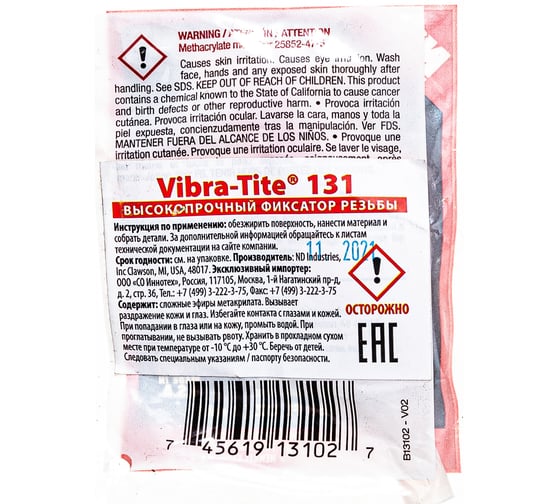 WARNING / ATTENTION
Methacrylate 25852-47-5
Causes skin irritation. Causes eye irritation. Wash
face, hands and any exposed skin thoroughly after
handling. See SDS. KEEP OUT OF REACH OF CHILDREN. This product
contains a chemical known to the State of California to cause cancer
and birth defects or other reproductive harm. • Provoca irritación
cutánea. Provoca irritación ocular. Lavarse la cara, manos y toda la
piel expuesta, concienzudamente tras la manipulación. Ver FDS.
MANTENER FUERA DEL ALCANCE DE LOS NIÑOS. • Provoque une
irritation cutanée. Provoque une irritation oculaire. Se laver le visage,
soigneusement après
Vibra-Tite® 131
ВЫСОКОПРОЧНЫЙ ФИКСАТОР РЕЗЬБЫ
Инструкция по применению: обезжирить поверхность, нанести материал и
собрать детали. За дополнительной информацией обращайтесь к листам
технической документации на сайте компании.
11 2021
Срок годности: см. на упаковке. Производитель: ND Industries,
Inc Clawson, MI, USA, 48017. Эксклюзивный импортер:
ООО «СО Иннотех», Россия, 117105, Москва, 1-й Нагатинский пр-д,
д. 2, стр. 36, Тел.: +7 (499) 3-222-3-75, Факс: +7 (499) 3-222-3-75
Содержит: сложные эфиры метакрилата. Вызывает
раздражение кожи и глаз. Избегайте контакта с глазами и кожей.
При попадании в глаза или на кожу, промыть водой. При
проглатывании, не вызывать рвоту. Хранить в прохладном сухом
месте при температуре от -10 °C до +30 °C. Беречь от детей.
Следовать специальным указаниям / паспорту безопасности.
ОСТОРОЖНО
EAC
7 45619 13102 7
B13102 - V02